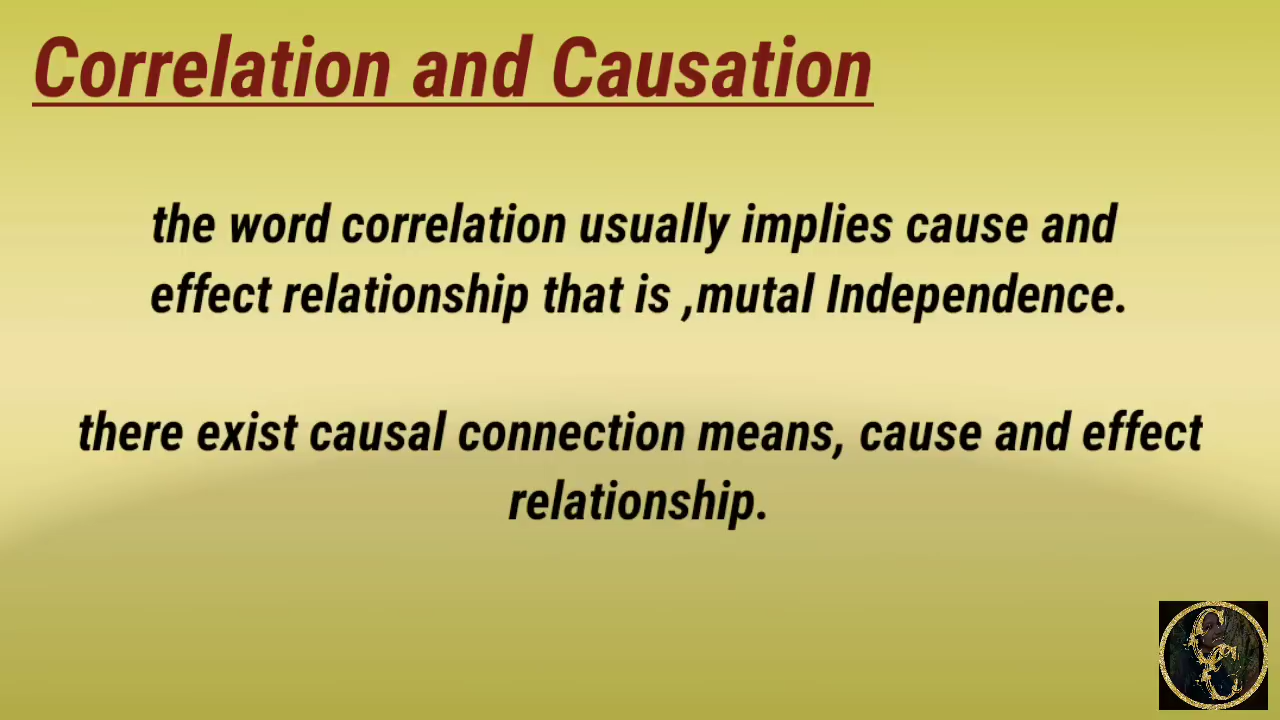 Correlation and Causation
the word correlation usually implies cause and
effect relationship that is ,mutal Independence.
there exist causal connection means, cause and effect
relationship.